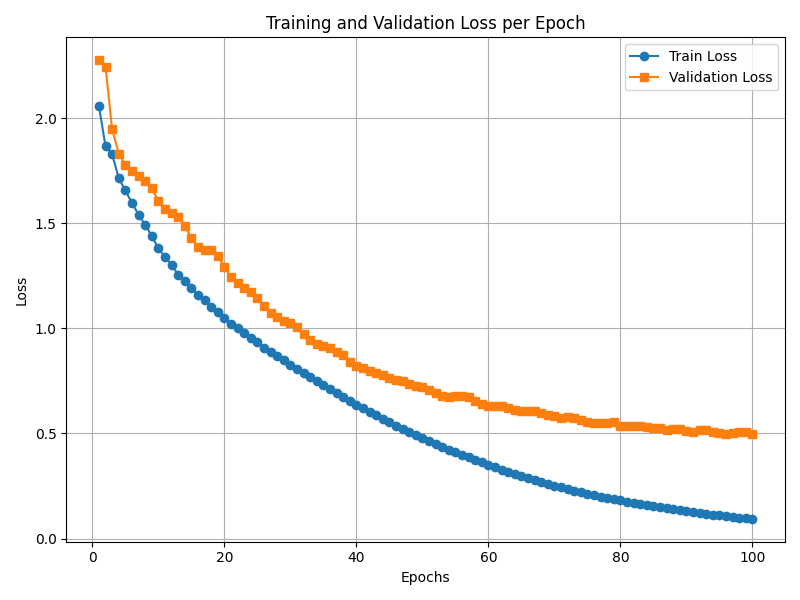 Training and Validation Loss per Epoch
Train Loss
Validation Loss
2.0
1.5
1.0
0.5
0.0
Loss
0 20 40 60 80 100
Epochs